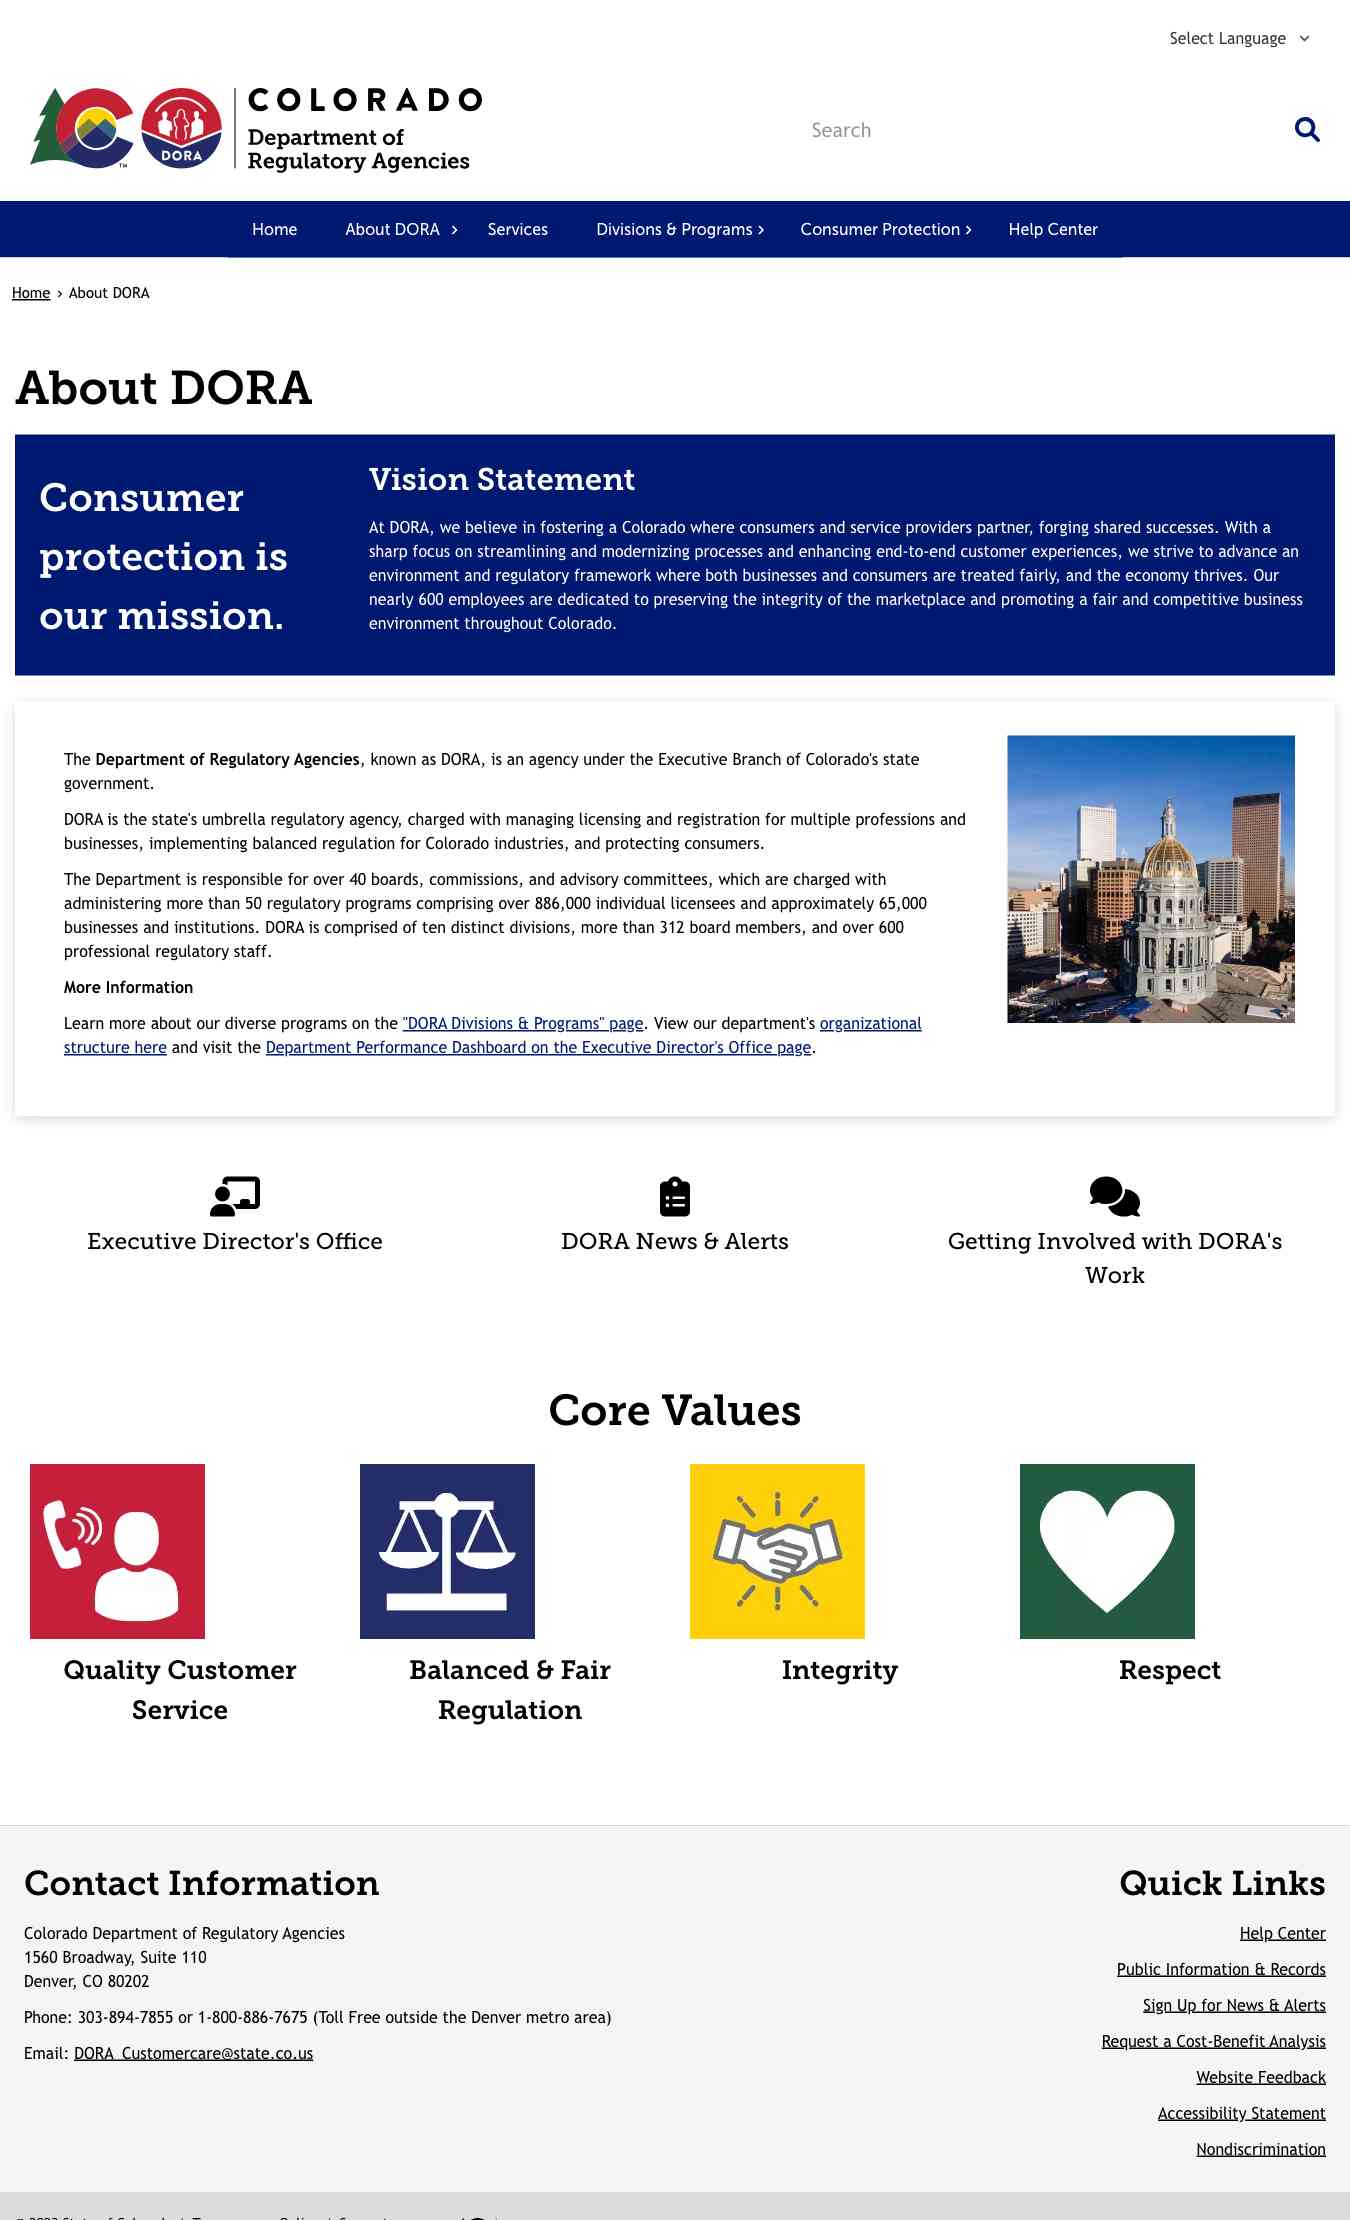 Select Language
COLORADO
Department of
Regulatory Agencies
DORA
TM
Search
Home About DORA Services Divisions & Programs Consumer Protection Help Center
Home › About DORA
About DORA
Consumer
protection is
our mission.
Vision Statement
At DORA, we believe in fostering a Colorado where consumers and service providers partner, forging shared successes. With a
sharp focus on streamlining and modernizing processes and enhancing end-to-end customer experiences, we strive to advance an
environment and regulatory framework where both businesses and consumers are treated fairly, and the economy thrives. Our
nearly 600 employees are dedicated to preserving the integrity of the marketplace and promoting a fair and competitive business
environment throughout Colorado.
The Department of Regulatory Agencies, known as DORA, is an agency under the Executive Branch of Colorado's state
government.
DORA is the state's umbrella regulatory agency, charged with managing licensing and registration for multiple professions and
businesses, implementing balanced regulation for Colorado industries, and protecting consumers.
The Department is responsible for over 40 boards, commissions, and advisory committees, which are charged with
administering more than 50 regulatory programs comprising over 886,000 individual licensees and approximately 65,000
businesses and institutions. DORA is comprised of ten distinct divisions, more than 312 board members, and over 600
professional regulatory staff.
More Information
Learn more about our diverse programs on the "DORA Divisions & Programs" page. View our department's organizational
structure here and visit the Department Performance Dashboard on the Executive Director's Office page.
Executive Director's Office
DORA News & Alerts
Getting Involved with DORA's
Work
Core Values
Quality Customer
Service
Balanced & Fair
Regulation
Integrity
Respect
Contact Information
Colorado Department of Regulatory Agencies
1560 Broadway, Suite 110
Denver, CO 80202
Phone: 303-894-7855 or 1-800-886-7675 (Toll Free outside the Denver metro area)
Email: DORA_Customercare@state.co.us
Quick Links
Help Center
Public Information & Records
Sign Up for News & Alerts
Request a Cost-Benefit Analysis
Website Feedback
Accessibility Statement
Nondiscrimination